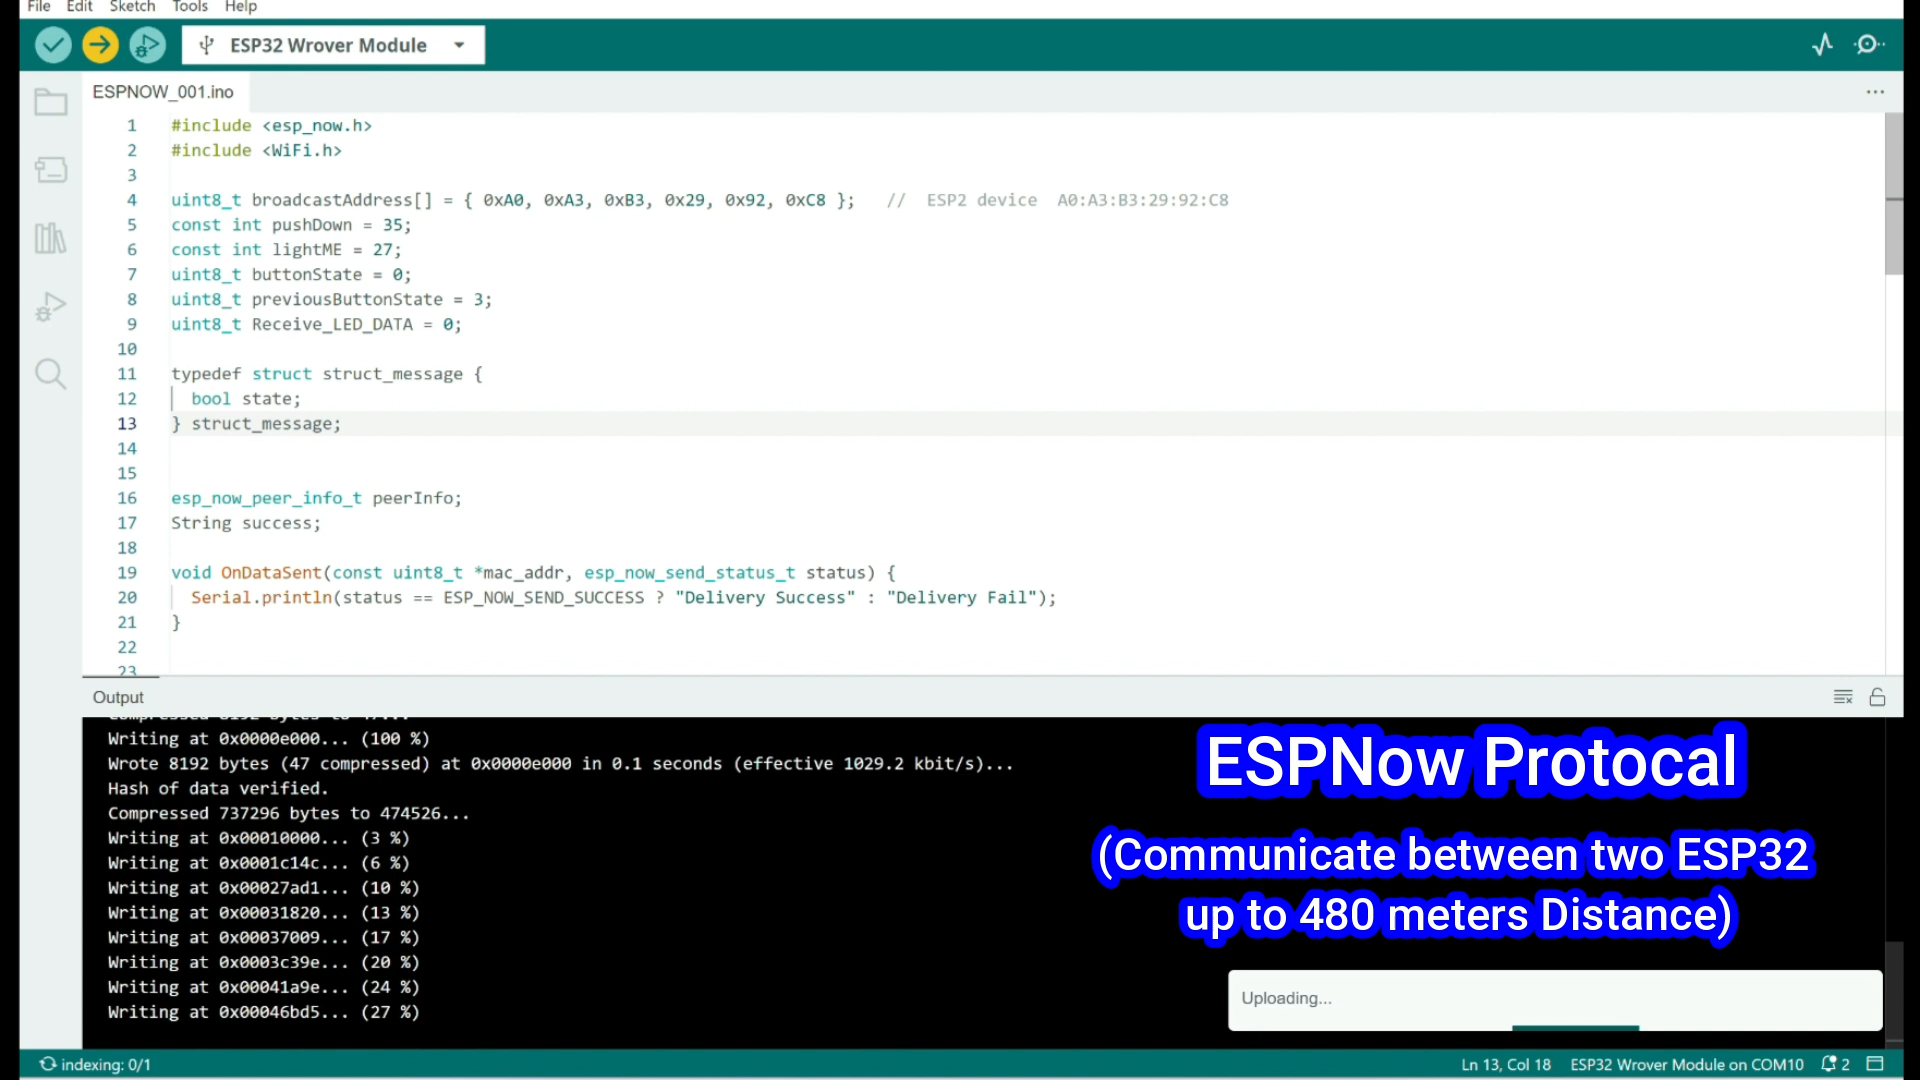 File Edit Sketch Tools Help
ESP32 Wrover Module
ESPNOW_001.ino
1 #include <esp_now.h>
2 #include <WiFi.h>
3
4 uint8_t broadcastAddress[] = { 0xA0, 0xA3, 0xB3, 0x29, 0x92, 0xC8 }; // ESP2 device A0:A3:B3:29:92:C8
5 const int pushDown = 35;
6 const int lightME = 27;
7 uint8_t buttonState = 0;
8 uint8_t previousButtonState = 3;
9 uint8_t Receive_LED_DATA = 0;
10
11 typedef struct struct_message {
12 bool state;
13 } struct_message;
14
15
16 esp_now_peer_info_t peerInfo;
17 String success;
18
19 void OnDataSent(const uint8_t *mac_addr, esp_now_send_status_t status) {
20 Serial.println(status == ESP_NOW_SEND_SUCCESS ? "Delivery Success" : "Delivery Fail");
21 }
22
23
Output
Compressed 8192 bytes to 47...
Writing at 0x0000e000... (100 %)
Wrote 8192 bytes (47 compressed) at 0x0000e000 in 0.1 seconds (effective 1029.2 kbit/s)...
Hash of data verified.
Compressed 737296 bytes to 474526...
Writing at 0x00010000... (3 %)
Writing at 0x0001c14c... (6 %)
Writing at 0x00027ad1... (10 %)
Writing at 0x00031820... (13 %)
Writing at 0x00037009... (17 %)
Writing at 0x0003c39e... (20 %)
Writing at 0x00041a9e... (24 %)
Writing at 0x00046bd5... (27 %)
ESPNow Protocal
(Communicate between two ESP32
up to 480 meters Distance)
Uploading...
indexing: 0/1
Ln 13, Col 18 ESP32 Wrover Module on COM10 2